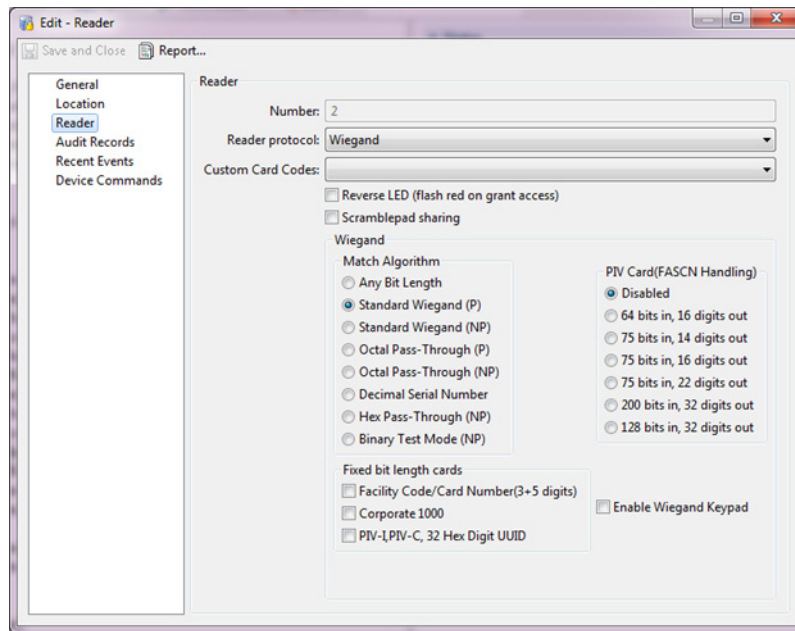 Edit - Reader
Save and Close Report...
General
Location
Reader
Audit Records
Recent Events
Device Commands
Reader
Number: 2
Reader protocol: Wiegand
Custom Card Codes:
Reverse LED (flash red on grant access)
Scramblepad sharing
Wiegand
Match Algorithm
Any Bit Length
Standard Wiegand (P)
Standard Wiegand (NP)
Octal Pass-Through (P)
Octal Pass-Through (NP)
Decimal Serial Number
Hex Pass-Through (NP)
Binary Test Mode (NP)
PIV Card(FASCN Handling)
Disabled
64 bits in, 16 digits out
75 bits in, 14 digits out
75 bits in, 16 digits out
75 bits in, 22 digits out
200 bits in, 32 digits out
128 bits in, 32 digits out
Fixed bit length cards
Facility Code/Card Number(3+5 digits)
Corporate 1000
PIV-I,PIV-C, 32 Hex Digit UUID
Enable Wiegand Keypad